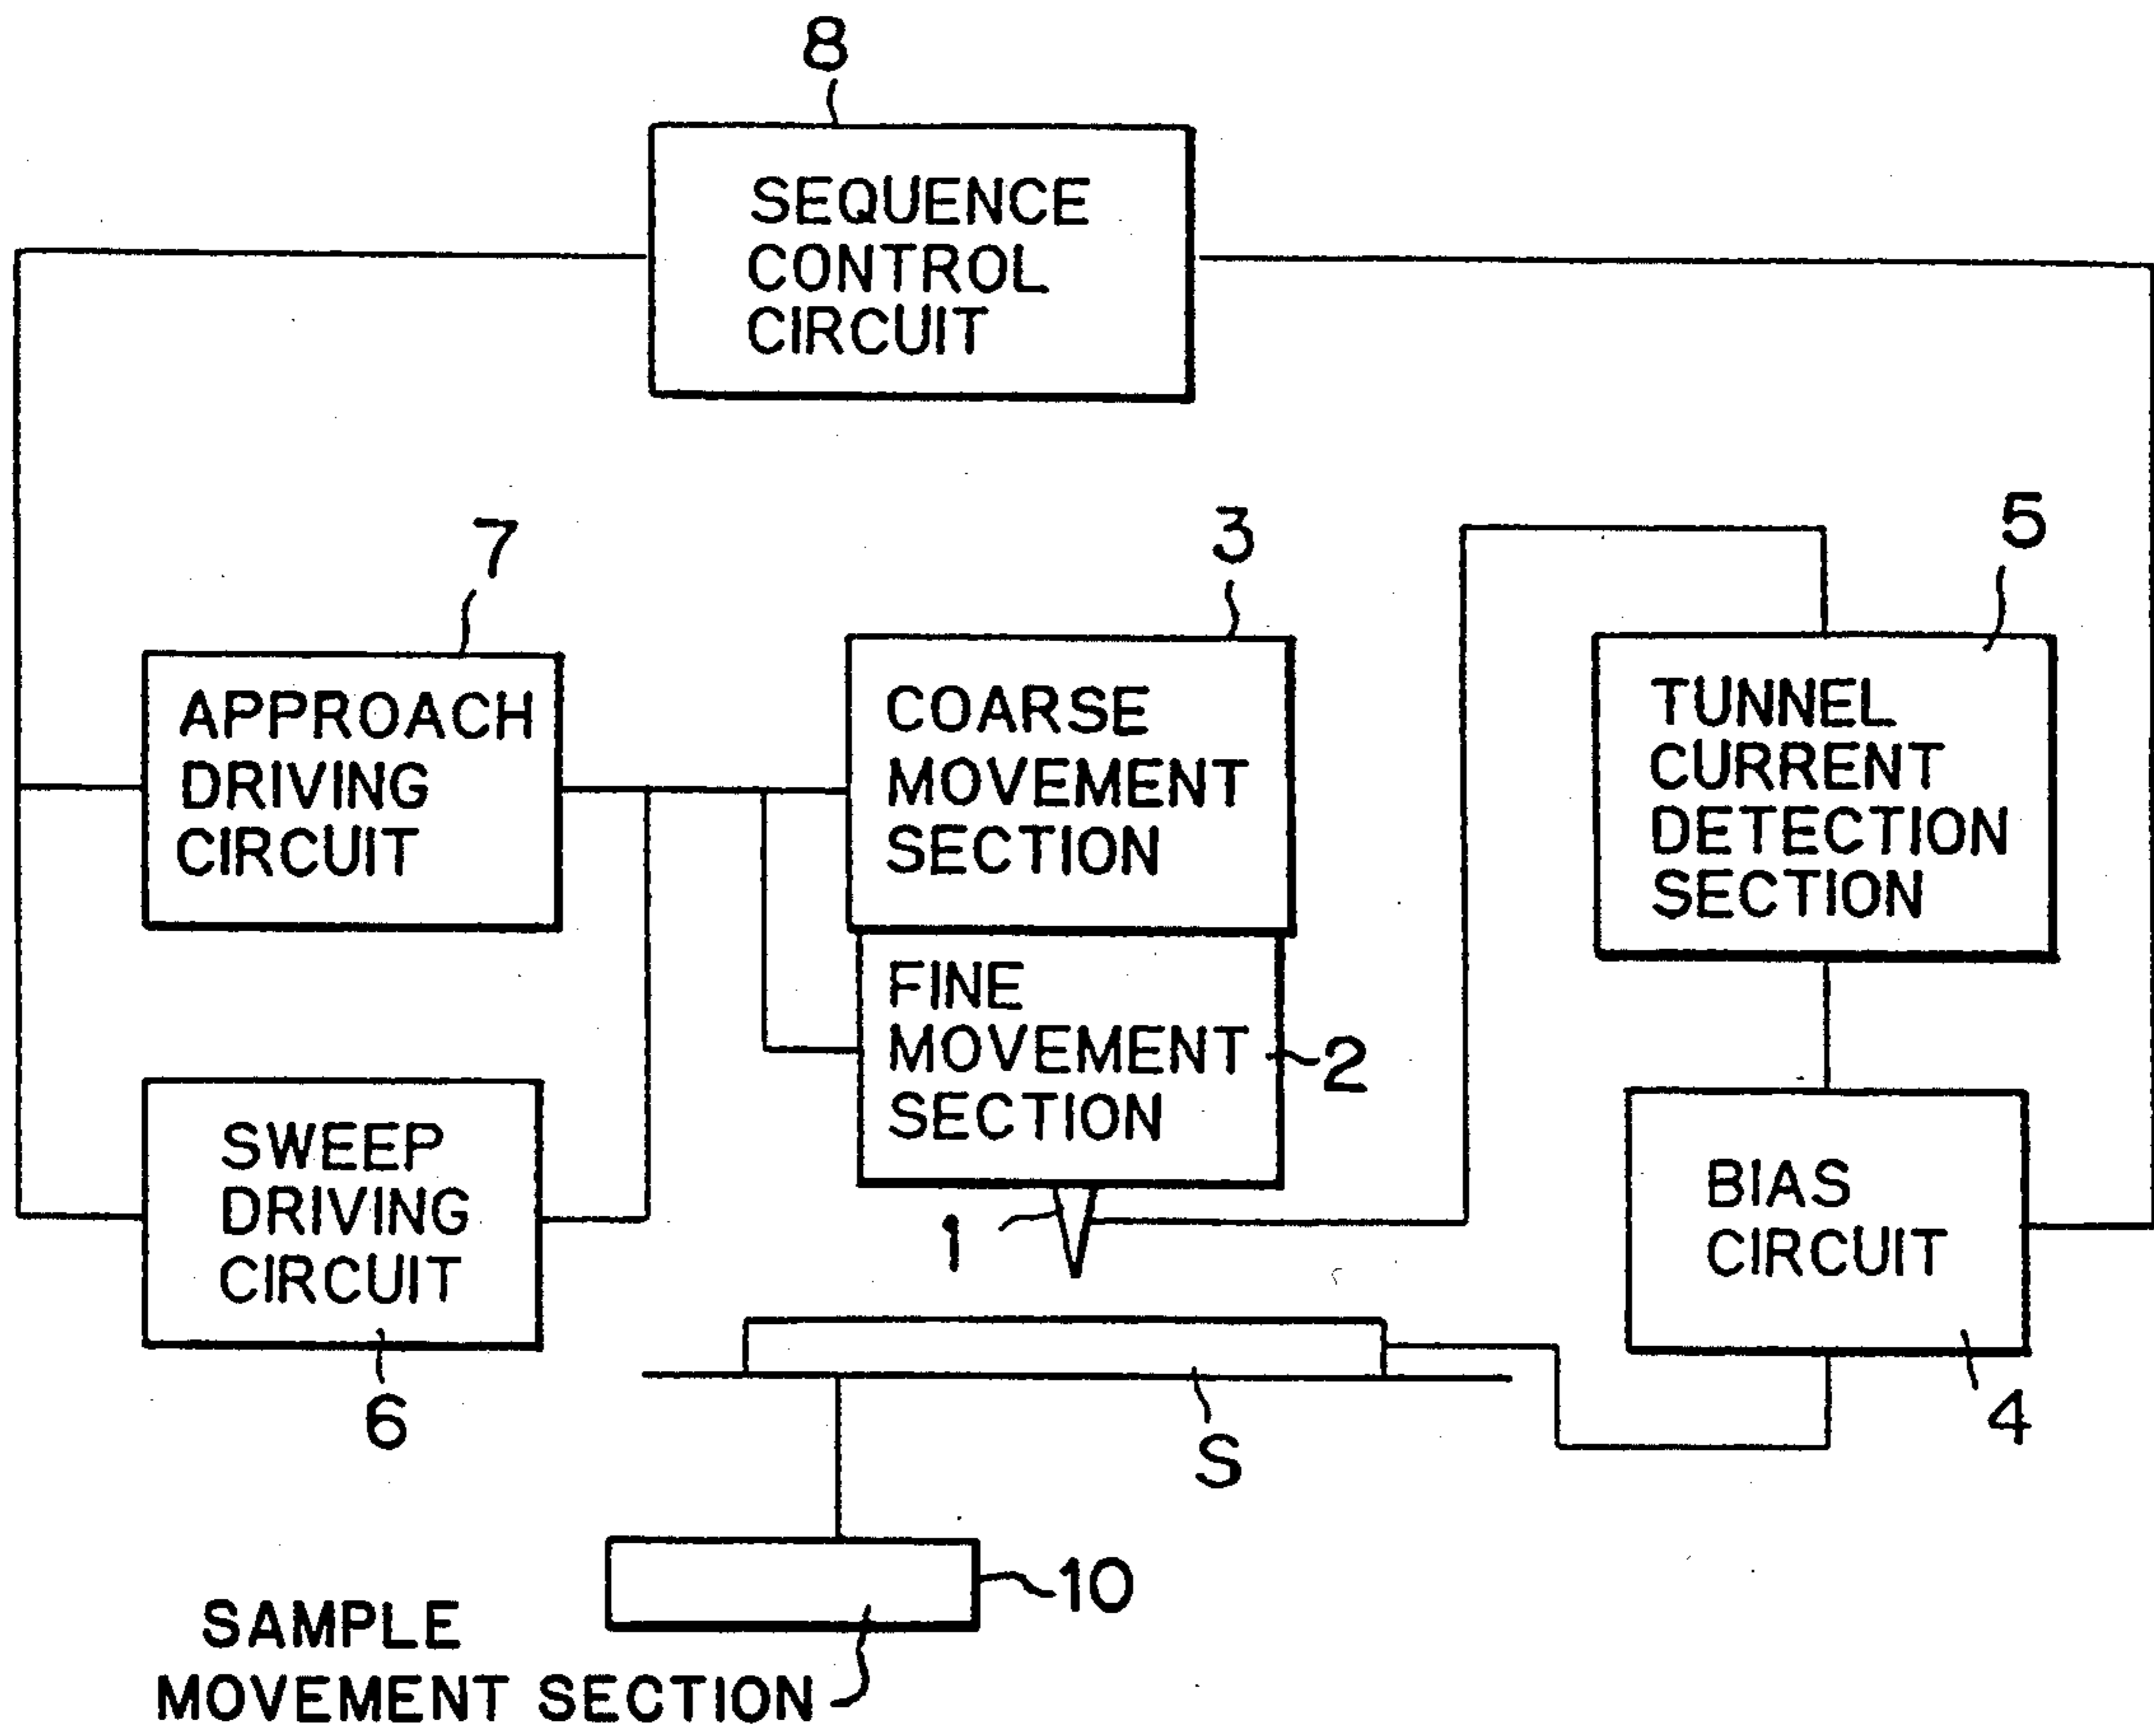 8
SEQUENCE
CONTROL
CIRCUIT
7
3
5
APPROACH
DRIVING
CIRCUIT
COARSE
MOVEMENT
SECTION
TUNNEL
CURRENT
DETECTION
SECTION
FINE
MOVEMENT
SECTION
2
SWEEP
DRIVING
CIRCUIT
BIAS
CIRCUIT
1
6
S
4
10
SAMPLE
MOVEMENT SECTION